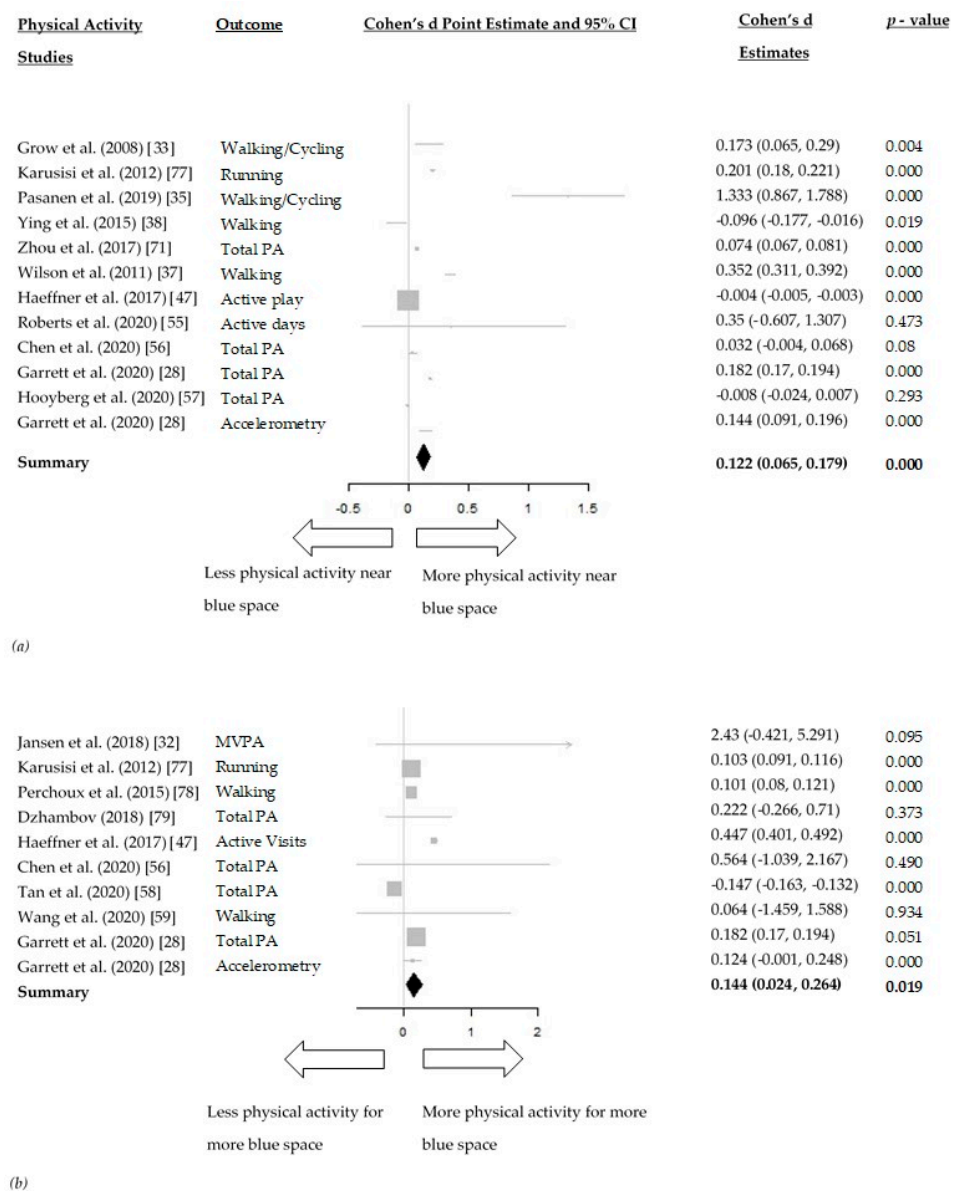 Physical Activity Studies Outcome Cohen's d Point Estimate and 95% CI Cohen's d Estimates p - value
Grow et al. (2008) [33] Walking/Cycling 0.173 (0.065, 0.29) 0.004
Karusisi et al. (2012) [77] Running 0.201 (0.18, 0.221) 0.000
Pasanen et al. (2019) [35] Walking/Cycling 1.333 (0.867, 1.788) 0.000
Ying et al. (2015) [38] Walking -0.096 (-0.177, -0.016) 0.019
Zhou et al. (2017) [71] Total PA 0.074 (0.067, 0.081) 0.000
Wilson et al. (2011) [37] Walking 0.352 (0.311, 0.392) 0.000
Haeffner et al. (2017) [47] Active play -0.004 (-0.005, -0.003) 0.000
Roberts et al. (2020) [55] Active days 0.35 (-0.607, 1.307) 0.473
Chen et al. (2020) [56] Total PA 0.032 (-0.004, 0.068) 0.08
Garrett et al. (2020) [28] Total PA 0.182 (0.17, 0.194) 0.000
Hooyberg et al. (2020) [57] Total PA -0.008 (-0.024, 0.007) 0.293
Garrett et al. (2020) [28] Accelerometry 0.144 (0.091, 0.196) 0.000
Summary 0.122 (0.065, 0.179) 0.000
-0.5 0 0.5 1 1.5
Less physical activity near More physical activity near
blue space blue space
(a)
Jansen et al. (2018) [32] MVPA 2.43 (-0.421, 5.291) 0.095
Karusisi et al. (2012) [77] Running 0.103 (0.091, 0.116) 0.000
Perchoux et al. (2015) [78] Walking 0.101 (0.08, 0.121) 0.000
Dzhambov (2018) [79] Total PA 0.222 (-0.266, 0.71) 0.373
Haeffner et al. (2017) [47] Active Visits 0.447 (0.401, 0.492) 0.000
Chen et al. (2020) [56] Total PA 0.564 (-1.039, 2.167) 0.490
Tan et al. (2020) [58] Total PA -0.147 (-0.163, -0.132) 0.000
Wang et al. (2020) [59] Walking 0.064 (-1.459, 1.588) 0.934
Garrett et al. (2020) [28] Total PA 0.182 (0.17, 0.194) 0.051
Garrett et al. (2020) [28] Accelerometry 0.124 (-0.001, 0.248) 0.000
Summary 0.144 (0.024, 0.264) 0.019
0 1 2
Less physical activity for More physical activity for more
more blue space blue space
(b)